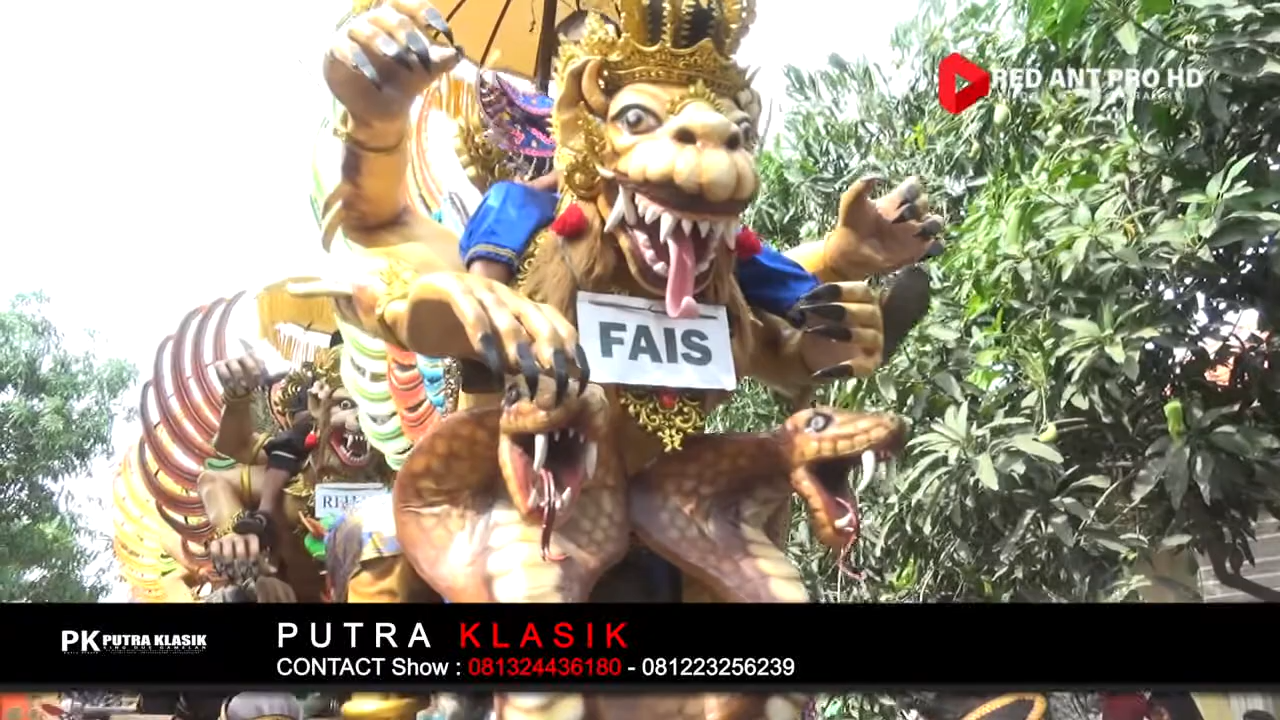 RED ANT PRO HD
FAIS
PK PUTRA KLASIK
PUTRA KLASIK
CONTACT Show : 081324436180 - 081223256239